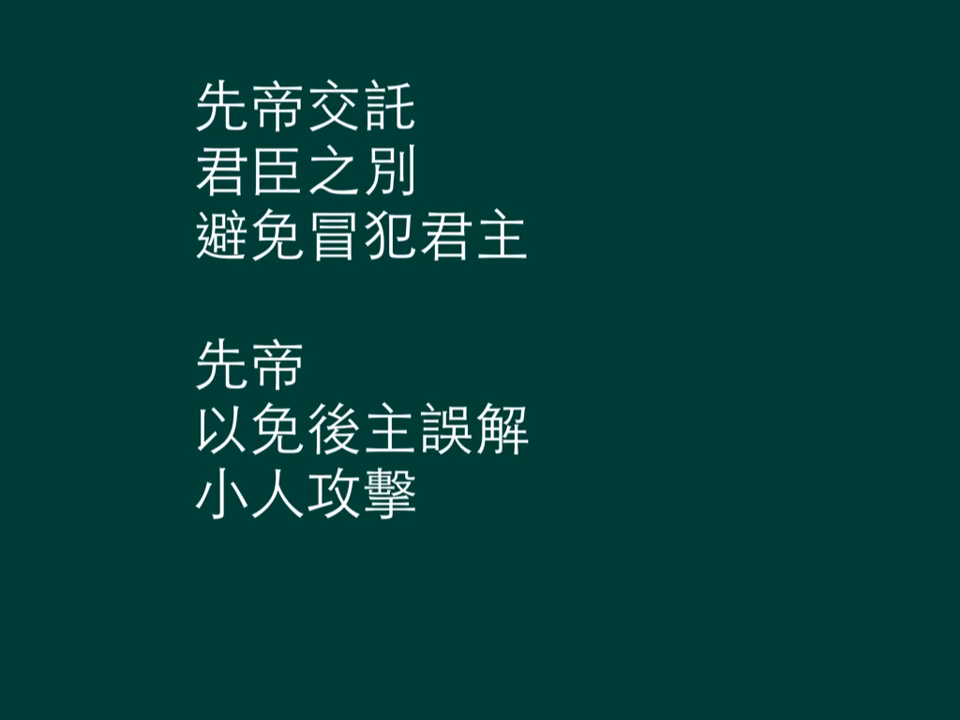 先帝交託
君臣之別
避免冒犯君主
先帝
以免後主誤解
小人攻擊